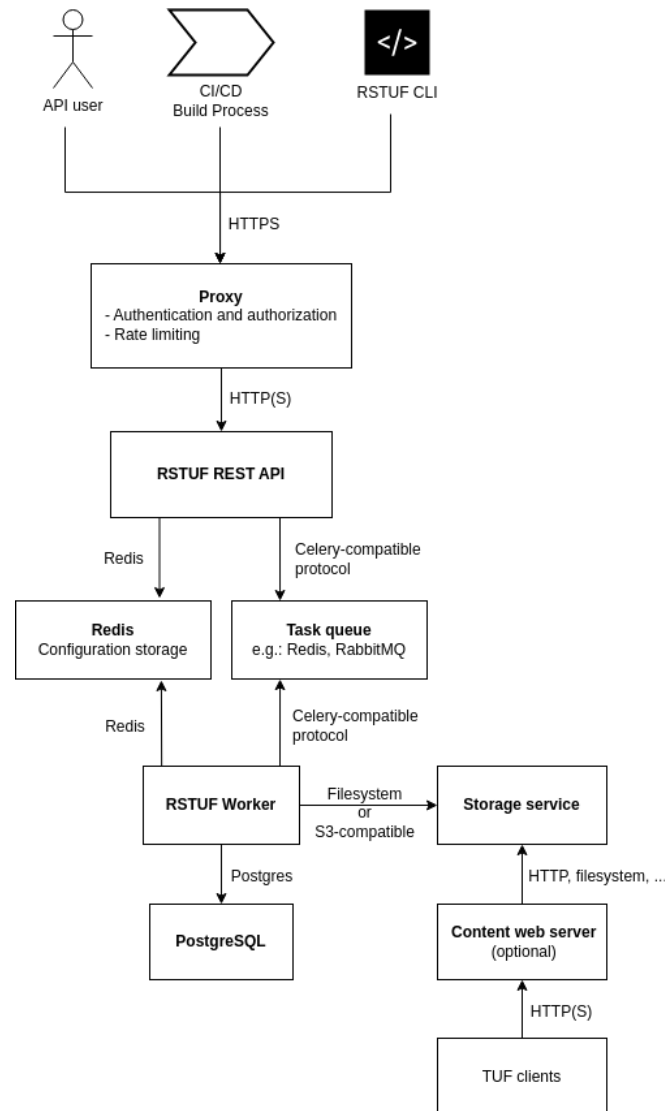 </>
API user
CI/CD
Build Process
RSTUF CLI
HTTPS
Proxy
- Authentication and authorization
- Rate limiting
HTTP(S)
RSTUF REST API
Redis
Celery-compatible
protocol
Redis
Configuration storage
Task queue
e.g.: Redis, RabbitMQ
Redis
Celery-compatible
protocol
RSTUF Worker
Filesystem
or
S3-compatible
Storage service
Postgres
HTTP, filesystem, ...
PostgreSQL
Content web server
(optional)
HTTP(S)
TUF clients